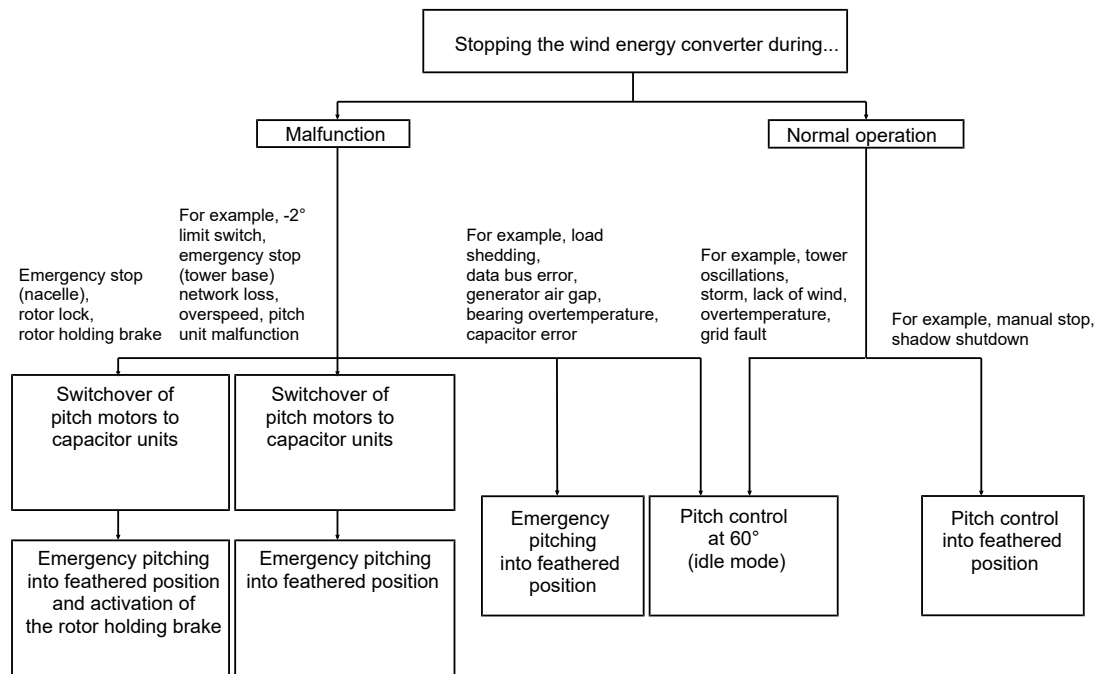 Stopping the wind energy converter during...
Malfunction
Normal operation
Emergency stop
(nacelle),
rotor lock,
rotor holding brake
For example, -2°
limit switch,
emergency stop
(tower base)
network loss,
overspeed, pitch
unit malfunction
For example, load
shedding,
data bus error,
generator air gap,
bearing overtemperature,
capacitor error
For example, tower
oscillations,
storm, lack of wind,
overtemperature,
grid fault
For example, manual stop,
shadow shutdown
Switchover of
pitch motors to
capacitor units
Switchover of
pitch motors to
capacitor units
Emergency pitching
into feathered position
and activation of
the rotor holding brake
Emergency pitching
into feathered position
Emergency
pitching
into feathered
position
Pitch control
at 60°
(idle mode)
Pitch control
into feathered
position